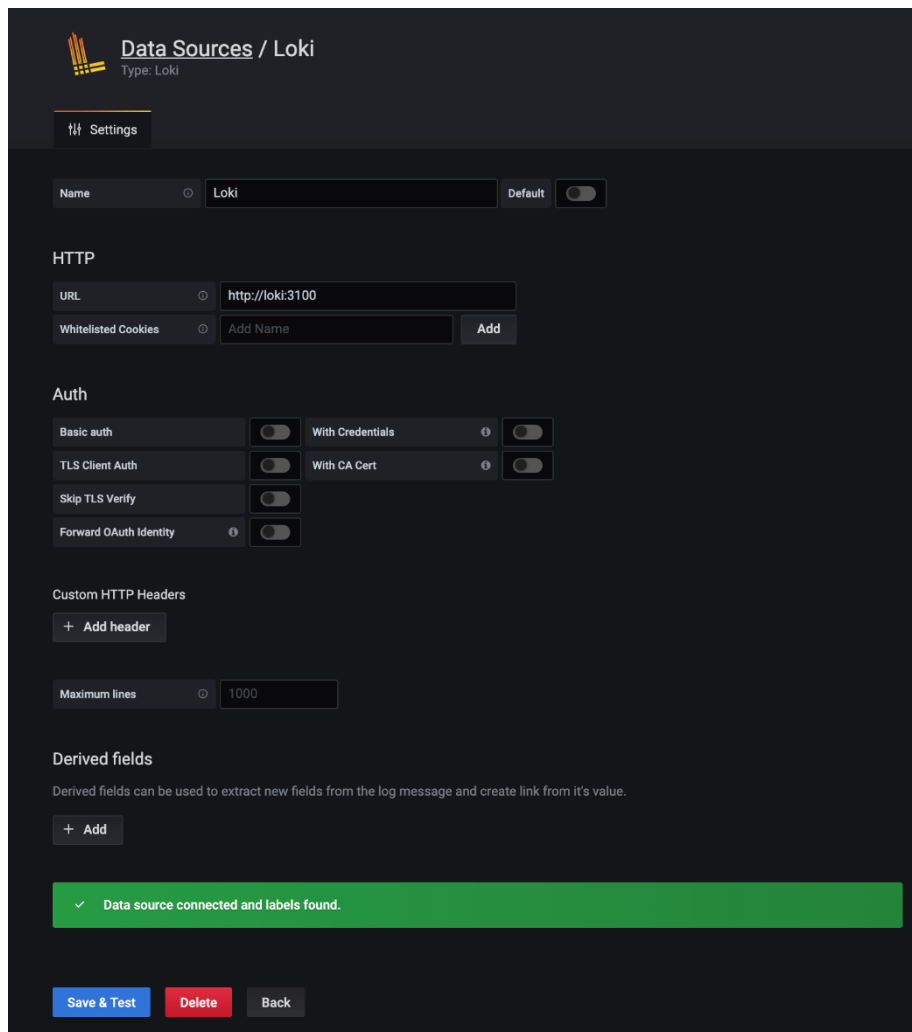 Data Sources / Loki
Type: Loki
Settings
Name Loki Default
HTTP
URL http://loki:3100
Whitelisted Cookies Add Name Add
Auth
Basic auth With Credentials
TLS Client Auth With CA Cert
Skip TLS Verify
Forward OAuth Identity
Custom HTTP Headers
+ Add header
Maximum lines 1000
Derived fields
Derived fields can be used to extract new fields from the log message and create link from it's value.
+ Add
Data source connected and labels found.
Save & Test Delete Back